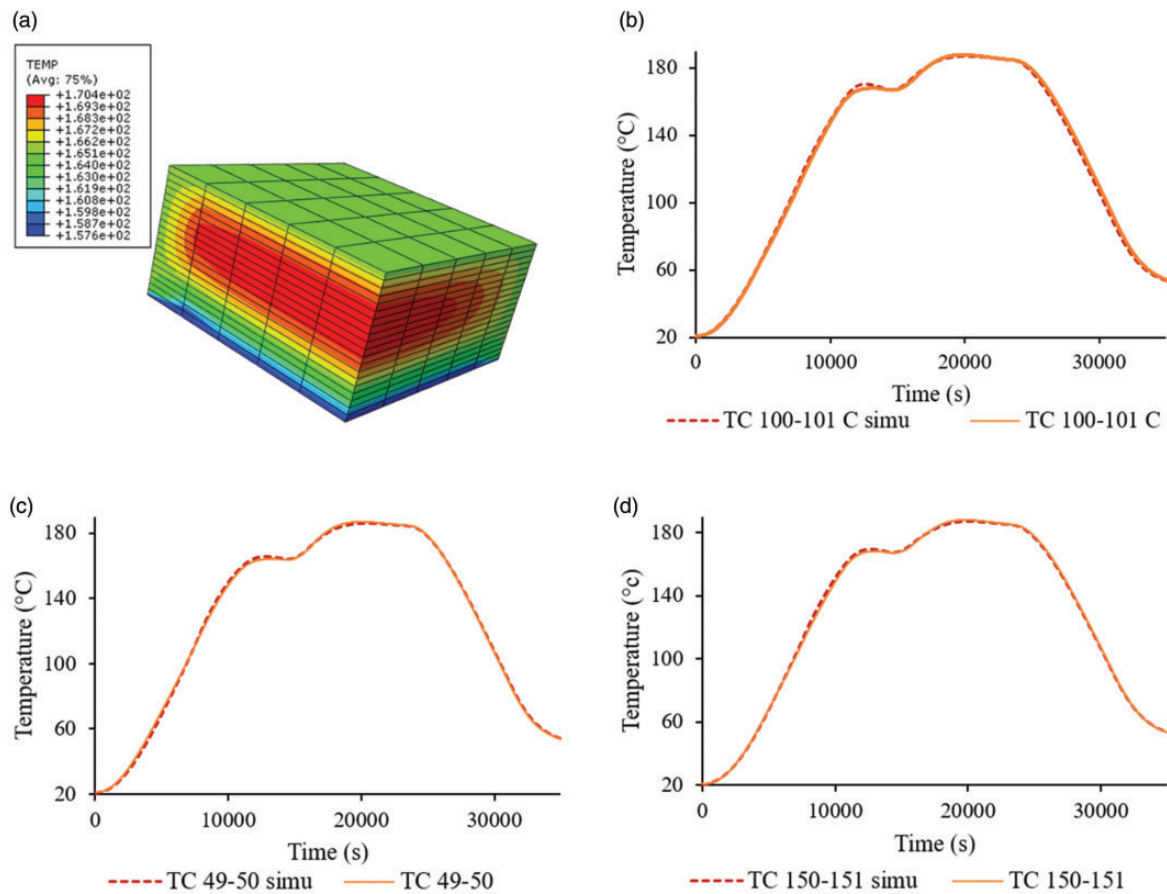 (a)
TEMP
(Avg: 75%)
+1.704e+02
+1.693e+02
+1.683e+02
+1.672e+02
+1.662e+02
+1.651e+02
+1.640e+02
+1.630e+02
+1.619e+02
+1.608e+02
+1.598e+02
+1.587e+02
+1.576e+02
(b)
Temperature (°C)
180
140
100
60
20
0 10000 20000 30000
Time (s)
TC 100-101 C simu TC 100-101 C
(c)
Temperature (°C)
180
140
100
60
20
0 10000 20000 30000
Time (s)
TC 49-50 simu TC 49-50
(d)
Temperature (°c)
180
140
100
60
20
0 10000 20000 30000
Time (s)
TC 150-151 simu TC 150-151